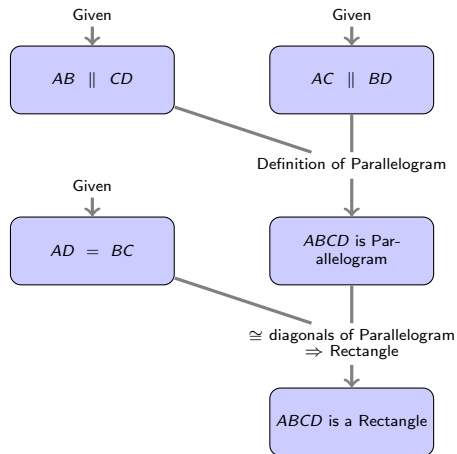 Given
Given
AB ∥ CD
AC ∥ BD
Definition of Parallelogram
Given
AD = BC
ABCD is Par-
allelogram
≅ diagonals of Parallelogram
⇒ Rectangle
ABCD is a Rectangle